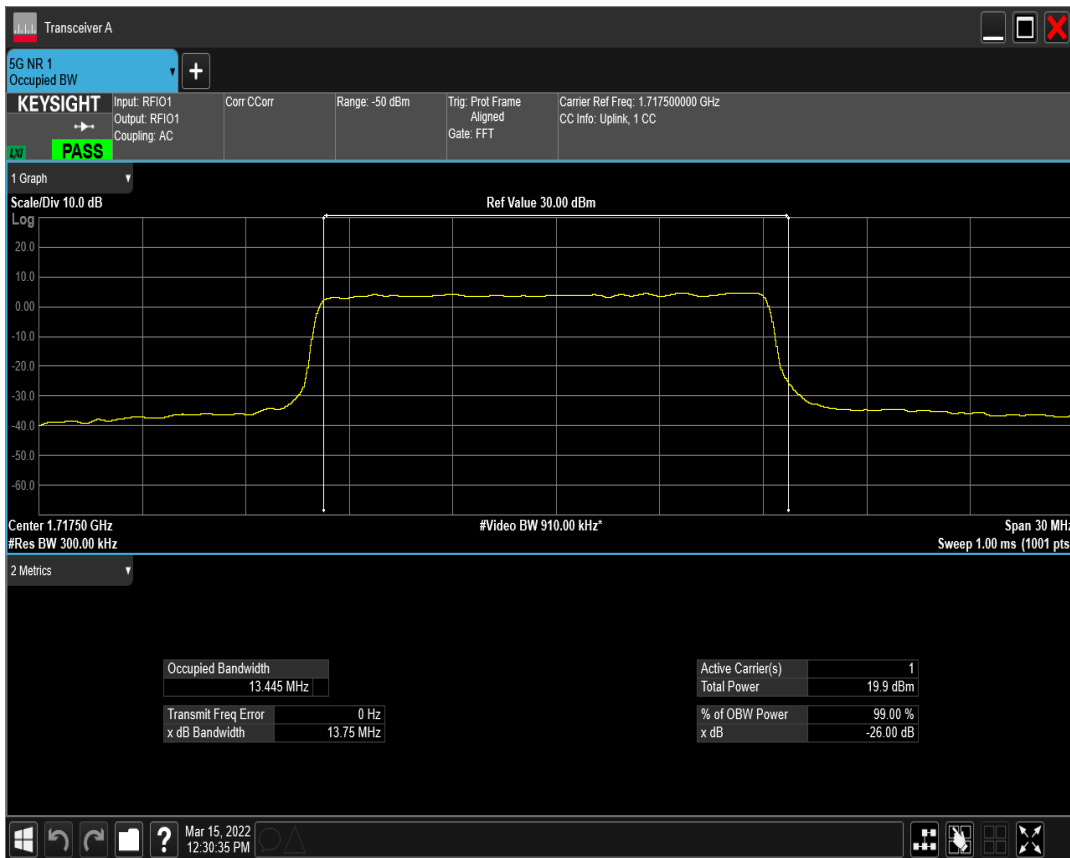 Transceiver A
5G NR 1
Occupied BW
+
KEYSIGHT
LXI
PASS
Input: RFIO1
Output: RFIO1
Coupling: AC
Corr CCorr
Range: -50 dBm
Trig: Prot Frame
Aligned
Gate: FFT
Carrier Ref Freq: 1.717500000 GHz
CC Info: Uplink, 1 CC
1 Graph
Scale/Div 10.0 dB
Ref Value 30.00 dBm
Log
20.0
10.0
0.00
-10.0
-20.0
-30.0
-40.0
-50.0
-60.0
Center 1.71750 GHz
#Video BW 910.00 kHz*
Span 30 MHz
#Res BW 300.00 kHz
Sweep 1.00 ms (1001 pts
2 Metrics
Occupied Bandwidth
13.445 MHz
Transmit Freq Error 0 Hz
x dB Bandwidth 13.75 MHz
Active Carrier(s) 1
Total Power 19.9 dBm
% of OBW Power 99.00 %
x dB -26.00 dB
?
Mar 15, 2022
12:30:35 PM